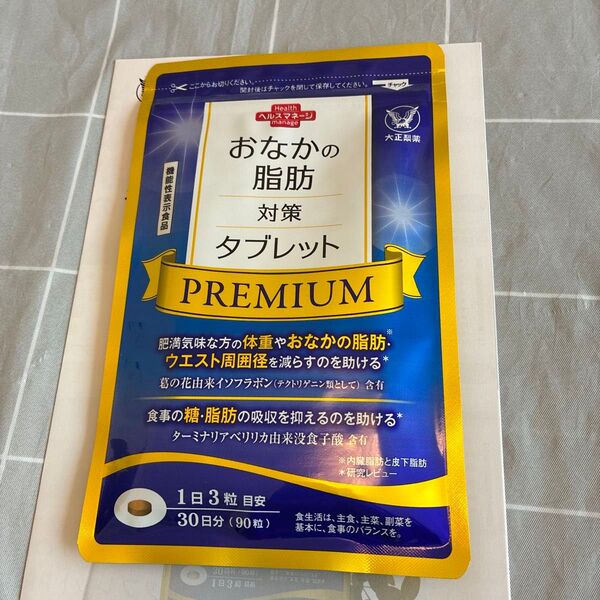 ここからお切りください。
開封後はチャックを閉じて保存してください。
チャック
Health
ヘルスマネージ
manage
大正製薬
機能性表示食品
おなかの
脂肪
対策
タブレット
PREMIUM
肥満気味な方の体重やおなかの脂肪※・
ウエスト周囲径を減らすのを助ける*
葛の花由来イソフラボン(テクトリゲニン類として)含有
食事の糖・脂肪の吸収を抑えるのを助ける*
ターミナリアベリリカ由来没食子酸 含有
※内臓脂肪と皮下脂肪
*研究レビュー
1日3粒 目安
30日分(90粒)
食生活は、主食、主菜、副菜を
基本に、食事のバランスを。
1日3粒 目安